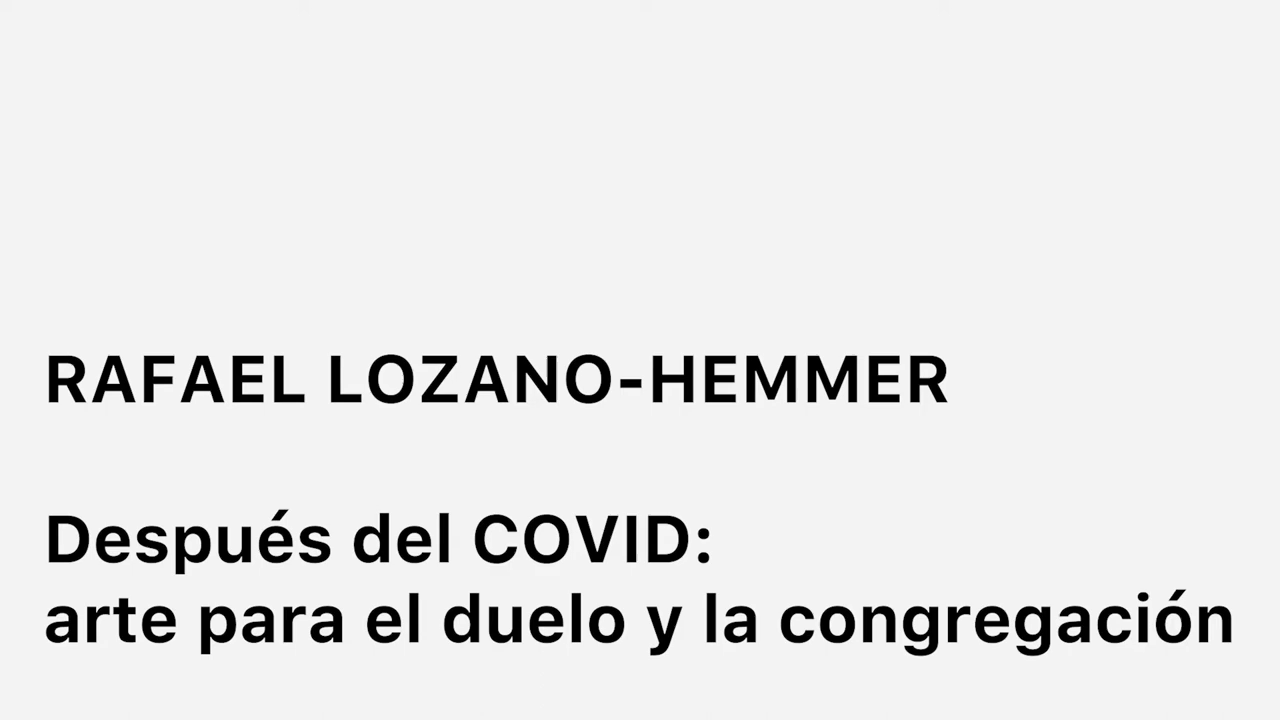 RAFAEL LOZANO-HEMMER
Después del COVID:
arte para el duelo y la congregación